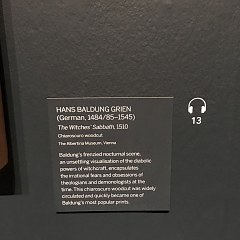 HANS BALDUNG GRIEN
(German, 1484/85–1545)
The Witches' Sabbath, 1510
Chiaroscuro woodcut
The Albertina Museum, Vienna
Baldung's frenzied nocturnal scene,
an unsettling visualisation of the diabolic
powers of witchcraft, encapsulates
the irrational fears and obsessions of
theologians and demonologists at the
time. This chiaroscuro woodcut was widely
circulated and quickly became one of
Baldung's most popular prints.
13